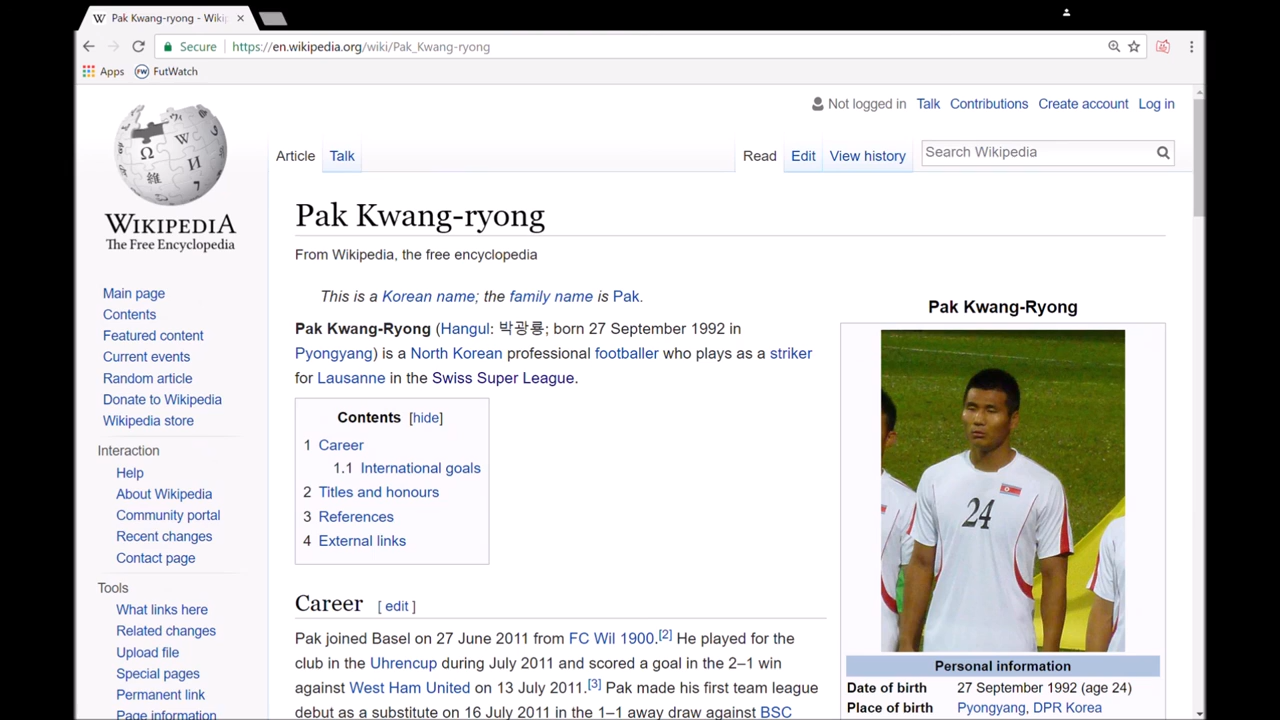 Pak Kwang-ryong - Wiki
Secure
https://en.wikipedia.org/wiki/Pak_Kwang-ryong
Apps
FutWatch
Not logged in Talk Contributions Create account Log in
Article Talk
Read Edit View history
Search Wikipedia
WIKIPEDIA
The Free Encyclopedia
Main page
Contents
Featured content
Current events
Random article
Donate to Wikipedia
Wikipedia store
Interaction
Help
About Wikipedia
Community portal
Recent changes
Contact page
Tools
What links here
Related changes
Upload file
Special pages
Permanent link
Page information
Pak Kwang-ryong
From Wikipedia, the free encyclopedia
This is a Korean name; the family name is Pak.
Pak Kwang-Ryong (Hangul: 박광룡; born 27 September 1992 in
Pyongyang) is a North Korean professional footballer who plays as a striker
for Lausanne in the Swiss Super League.
Contents [hide]
1 Career
1.1 International goals
2 Titles and honours
3 References
4 External links
Career [ edit ]
Pak joined Basel on 27 June 2011 from FC Wil 1900.[2] He played for the
club in the Uhrencup during July 2011 and scored a goal in the 2–1 win
against West Ham United on 13 July 2011.[3] Pak made his first team league
debut as a substitute on 16 July 2011 in the 1–1 away draw against BSC
Pak Kwang-Ryong
24
Personal information
Date of birth 27 September 1992 (age 24)
Place of birth Pyongyang, DPR Korea